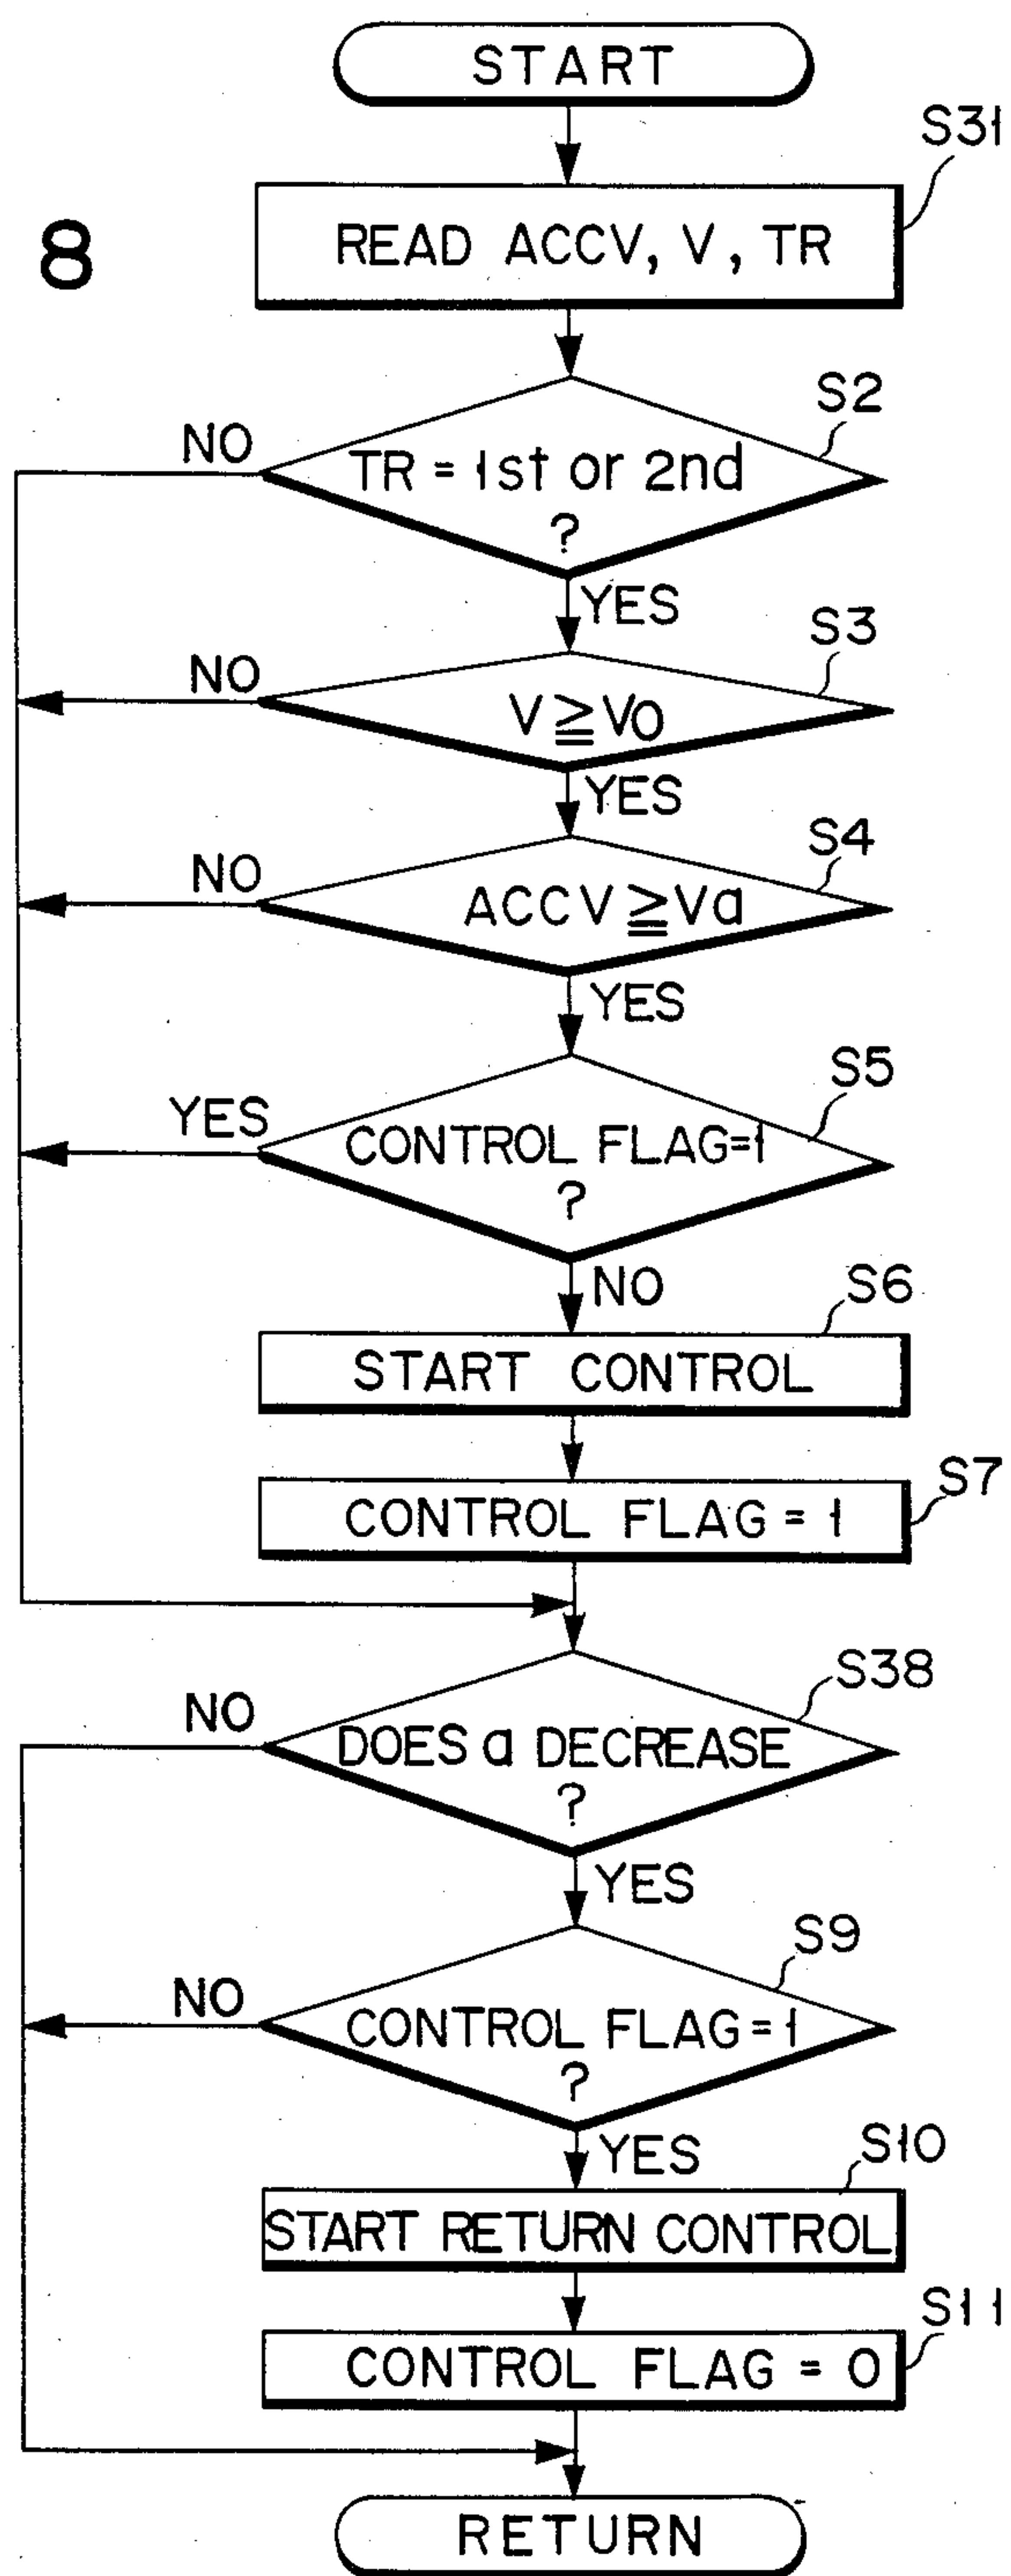 START
S31
8
READ ACCV, V, TR
S2
NO
TR = 1st or 2nd
?
YES
S3
NO
V ≧ V0
YES
S4
NO
ACCV ≧ Va
YES
S5
YES
CONTROL FLAG=1
?
NO
S6
START CONTROL
S7
CONTROL FLAG = 1
S38
NO
DOES a DECREASE
?
YES
S9
NO
CONTROL FLAG = 1
?
YES
S10
START RETURN CONTROL
S11
CONTROL FLAG = 0
RETURN